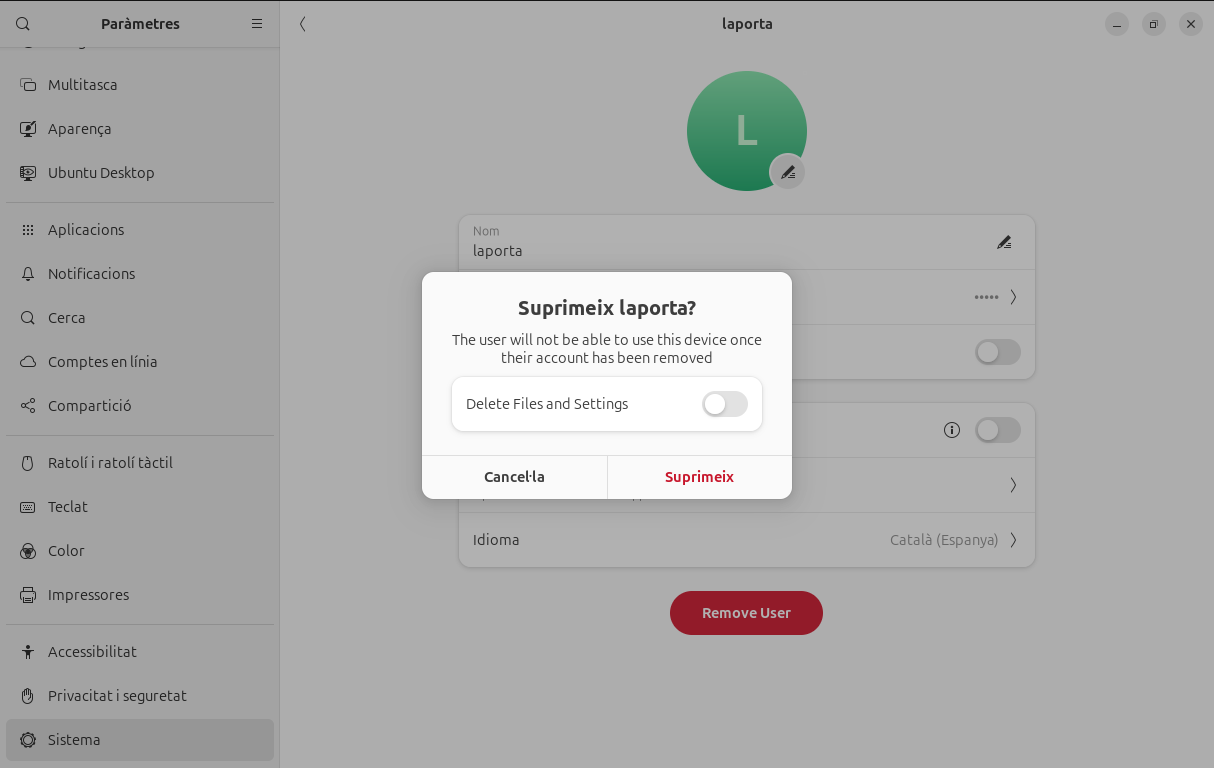 Paràmetres
laporta
Multitasca
Aparença
Ubuntu Desktop
Aplicacions
Notificacions
Cerca
Comptes en línia
Compartició
Ratolí i ratolí tàctil
Teclat
Color
Impressores
Accessibilitat
Privacitat i seguretat
Sistema
L
Nom
laporta
•••••
Suprimeix laporta?
The user will not be able to use this device once
their account has been removed
Delete Files and Settings
Cancel·la
Suprimeix
Idioma
Català (Espanya)
Remove User